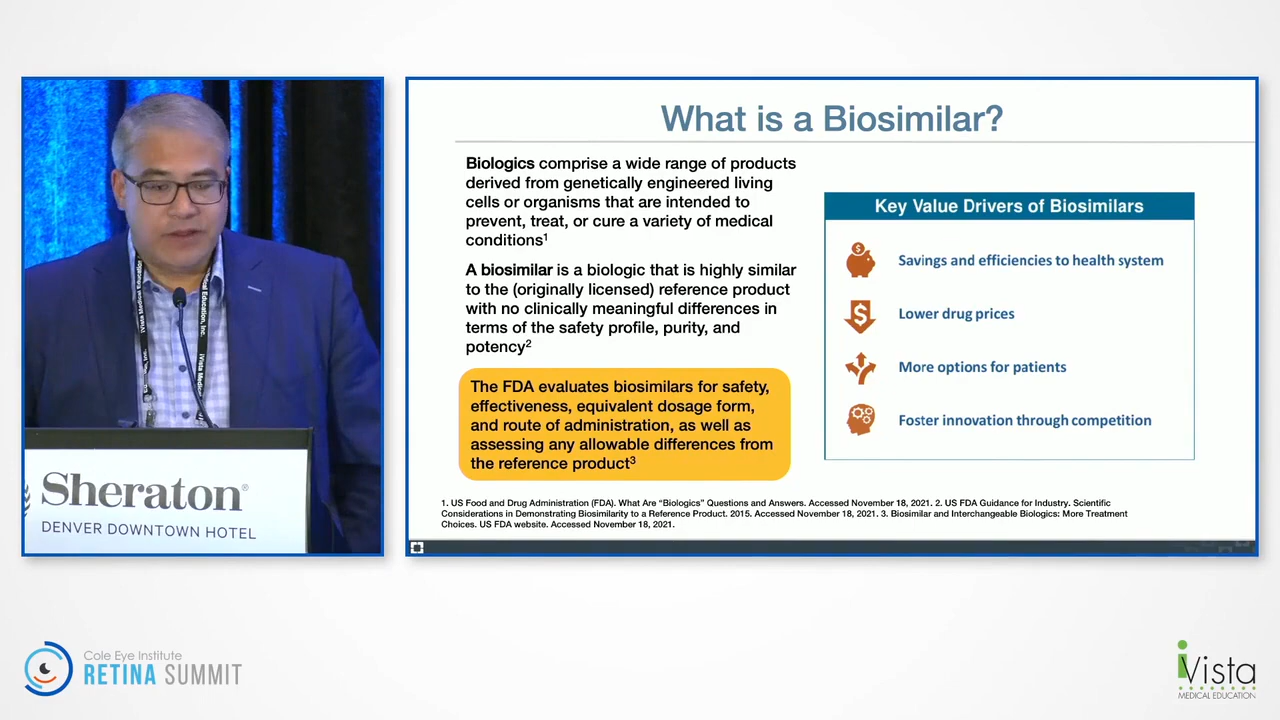 What is a Biosimilar?
Biologics comprise a wide range of products
derived from genetically engineered living
cells or organisms that are intended to
prevent, treat, or cure a variety of medical
conditions1
A biosimilar is a biologic that is highly similar
to the (originally licensed) reference product
with no clinically meaningful differences in
terms of the safety profile, purity, and
potency2
The FDA evaluates biosimilars for safety,
effectiveness, equivalent dosage form,
and route of administration, as well as
assessing any allowable differences from
the reference product3
Key Value Drivers of Biosimilars
Savings and efficiencies to health system
Lower drug prices
More options for patients
Foster innovation through competition
1. US Food and Drug Administration (FDA). What Are “Biologics” Questions and Answers. Accessed November 18, 2021. 2. US FDA Guidance for Industry. Scientific
Considerations in Demonstrating Biosimilarity to a Reference Product. 2015. Accessed November 18, 2021. 3. Biosimilar and Interchangeable Biologics: More Treatment
Choices. US FDA website. Accessed November 18, 2021.
Sheraton®
DENVER DOWNTOWN HOTEL
Cole Eye Institute
RETINA SUMMIT
iVista
MEDICAL EDUCATION